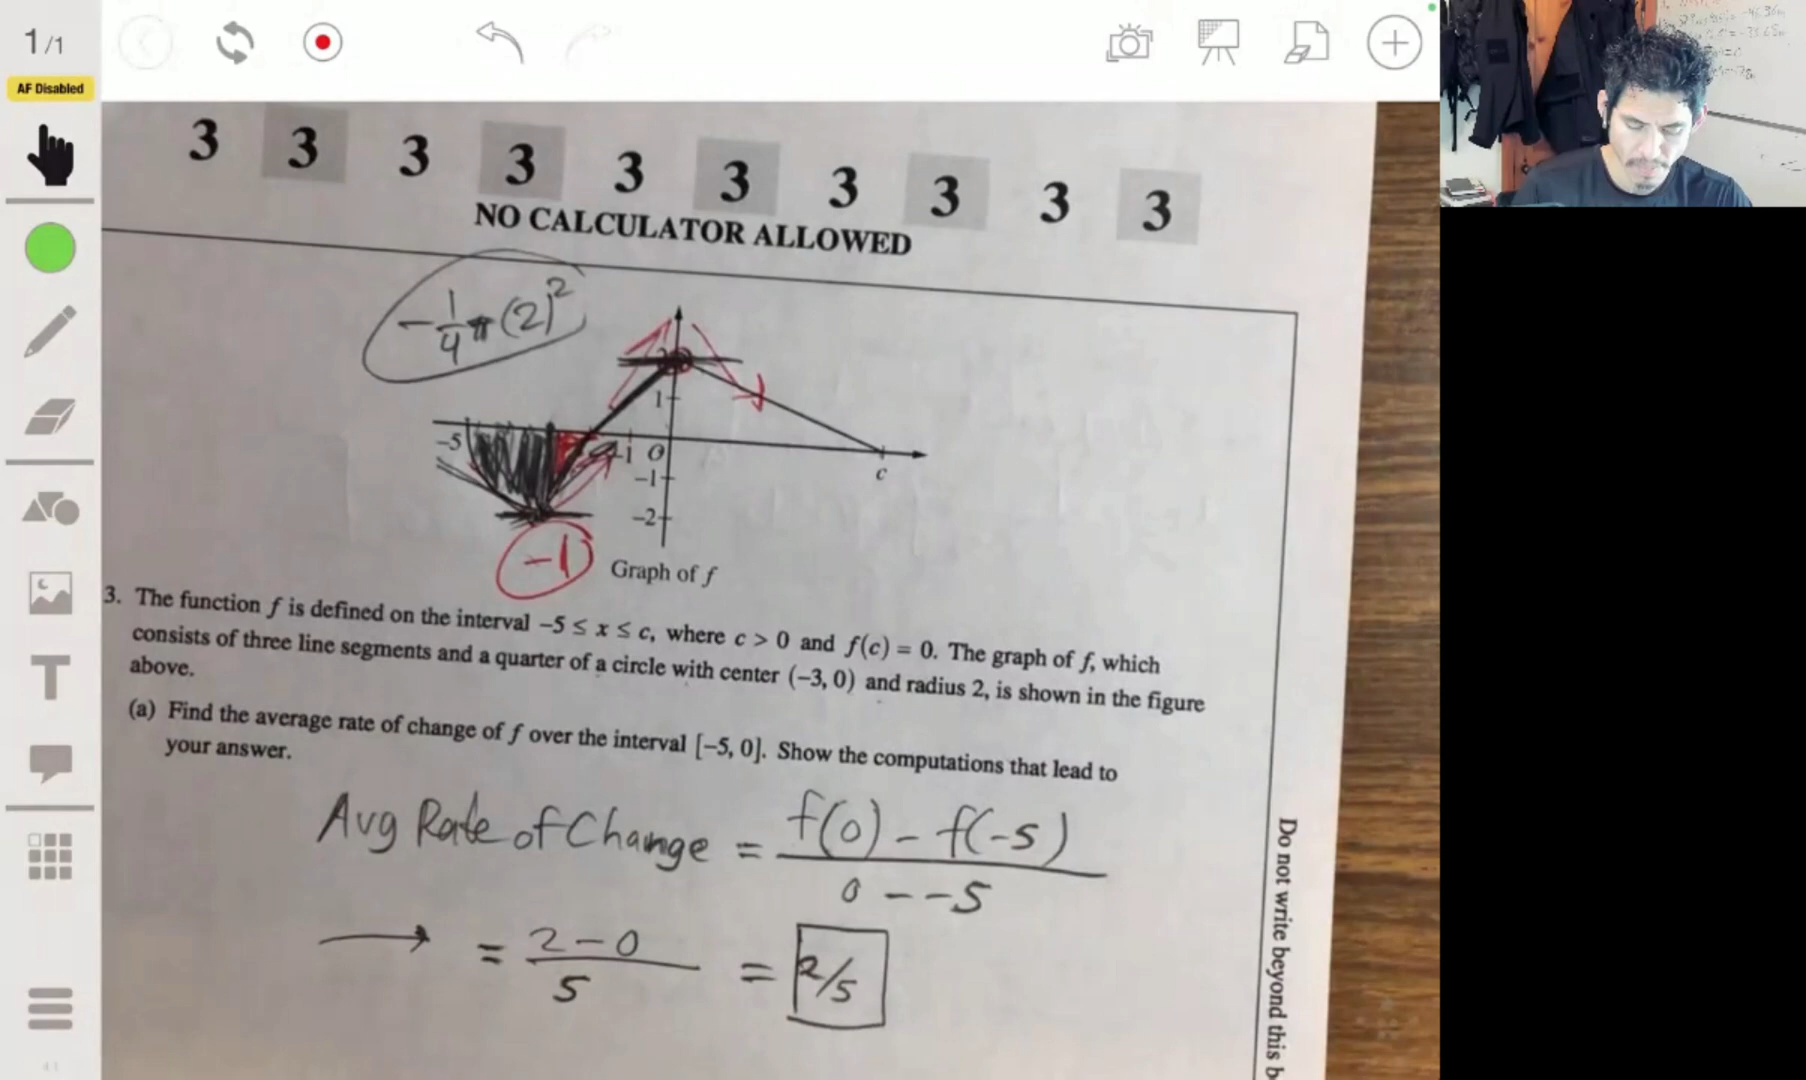 1/1
AF Disabled
3 3 3 3 3 3 3 3 3 3
NO CALCULATOR ALLOWED
-1/4 π(2)²
1
-5
-1 O
-1
-2
c
-1
Graph of f
3. The function f is defined on the interval −5 ≤ x ≤ c, where c > 0 and f(c) = 0. The graph of f, which
consists of three line segments and a quarter of a circle with center (−3, 0) and radius 2, is shown in the figure
above.
(a) Find the average rate of change of f over the interval [−5, 0]. Show the computations that lead to
your answer.
Avg Rate of Change = f(0) - f(-5) / 0 - -5
→ = 2-0 / 5 = 2/5
Do not write beyond this b
T